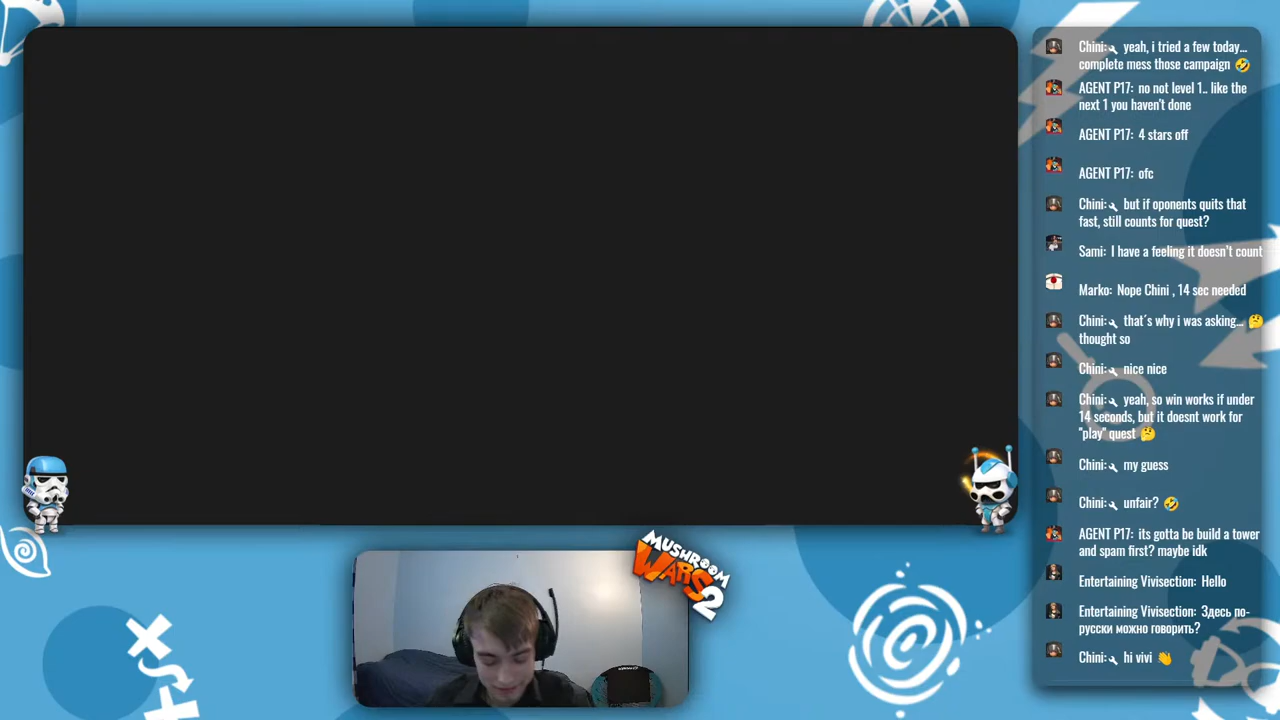 Chini: yeah, i tried a few today...
complete mess those campaign 🤣
AGENT P17: no not level 1.. like the
next 1 you haven't done
AGENT P17: 4 stars off
AGENT P17: ofc
Chini: but if oponents quits that
fast, still counts for quest?
Sami: I have a feeling it doesn't count
Marko: Nope Chini , 14 sec needed
Chini: that´s why i was asking... 🤔
thought so
Chini: nice nice
Chini: yeah, so win works if under
14 seconds, but it doesnt work for
"play" quest 🤔
Chini: my guess
Chini: unfair? 🤣
AGENT P17: its gotta be build a tower
and spam first? maybe idk
Entertaining Vivisection: Hello
Entertaining Vivisection: Здесь по-
русски можно говорить?
Chini: hi vivi 👋
MUSHROOM
WARS
2